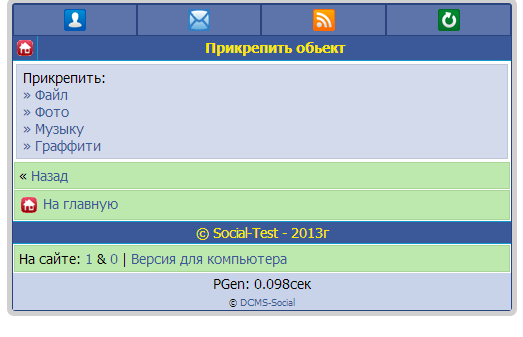 Прикрепить обьект
Прикрепить:
» Файл
» Фото
» Музыку
» Граффити
« Назад
На главную
© Social-Test - 2013г
На сайте: 1 & 0 | Версия для компьютера
PGen: 0.098сек
© DCMS-Social